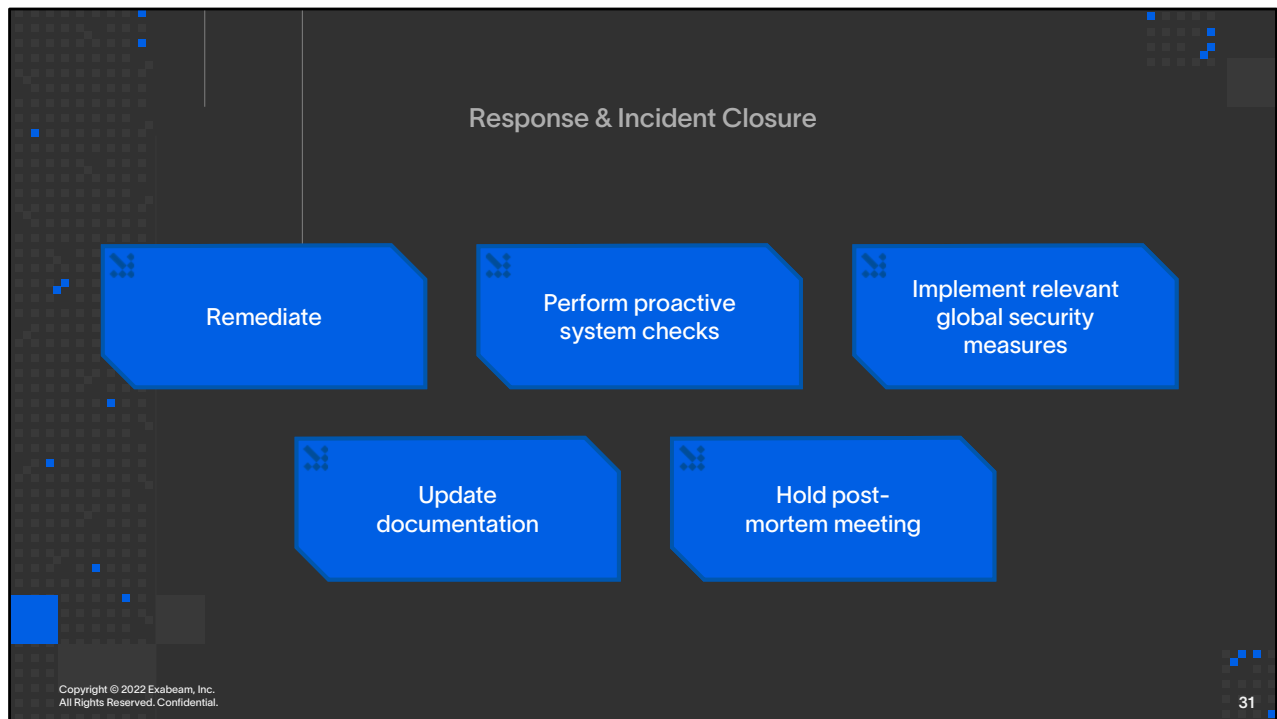 Response & Incident Closure
Remediate
Perform proactive
system checks
Implement relevant
global security
measures
Update
documentation
Hold post-
mortem meeting
Copyright © 2022 Exabeam, Inc.
All Rights Reserved. Confidential.
31